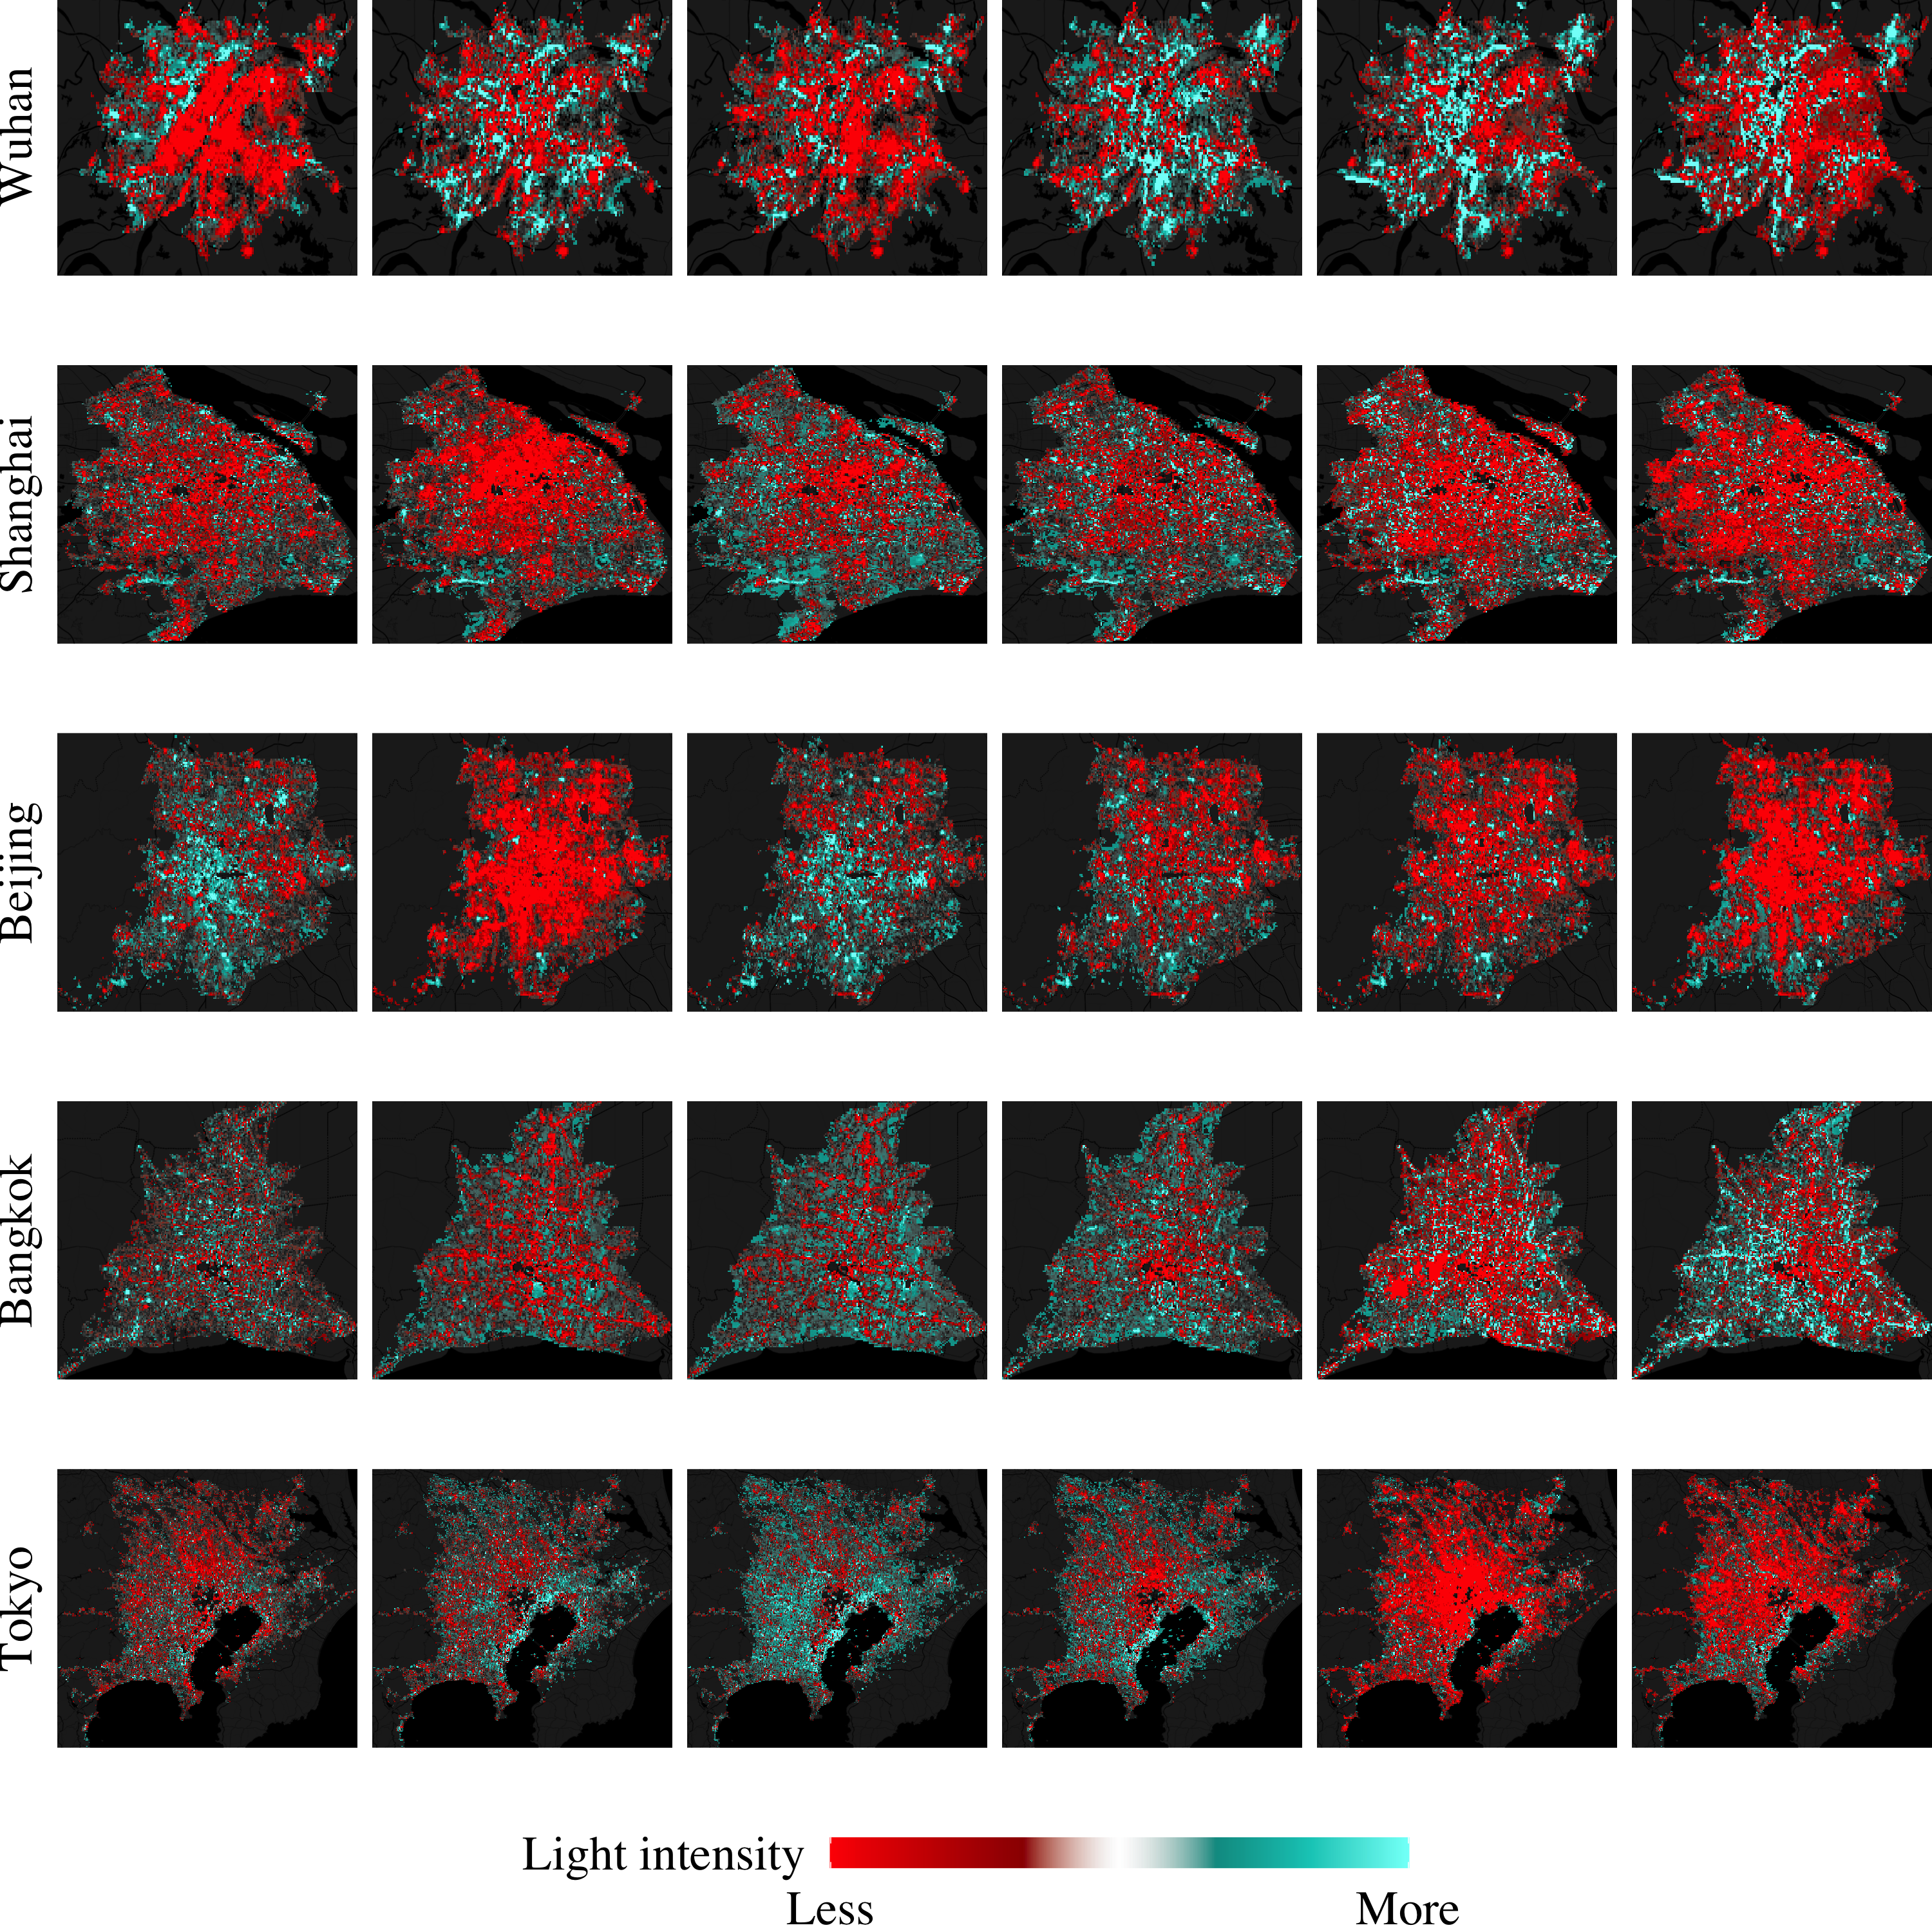 Wuhan
Shanghai
Beijing
Bangkok
Tokyo
Light intensity
Less More